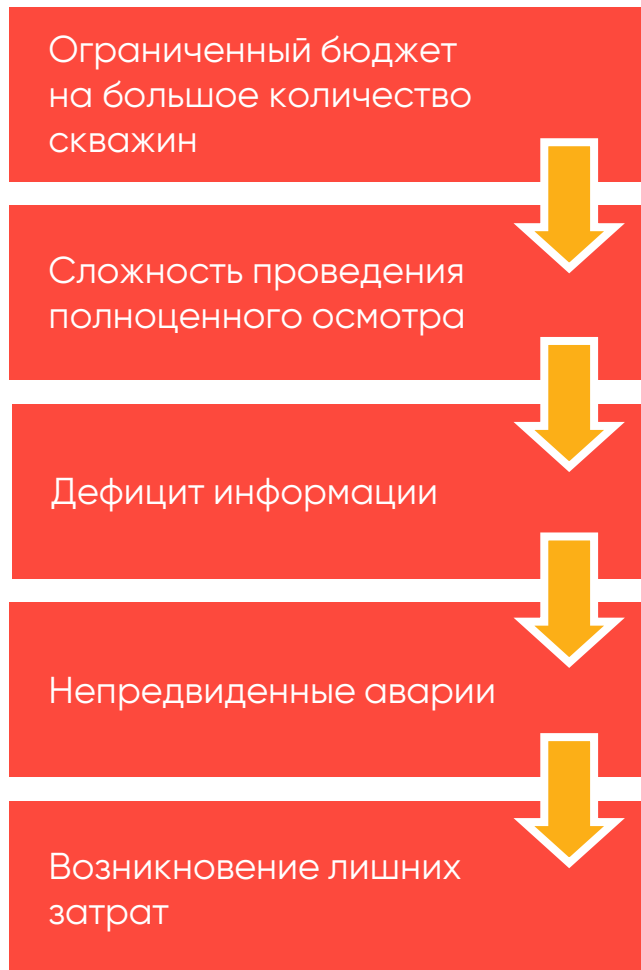 Ограниченный бюджет
на большое количество
скважин
Сложность проведения
полноценного осмотра
Дефицит информации
Непредвиденные аварии
Возникновение лишних
затрат